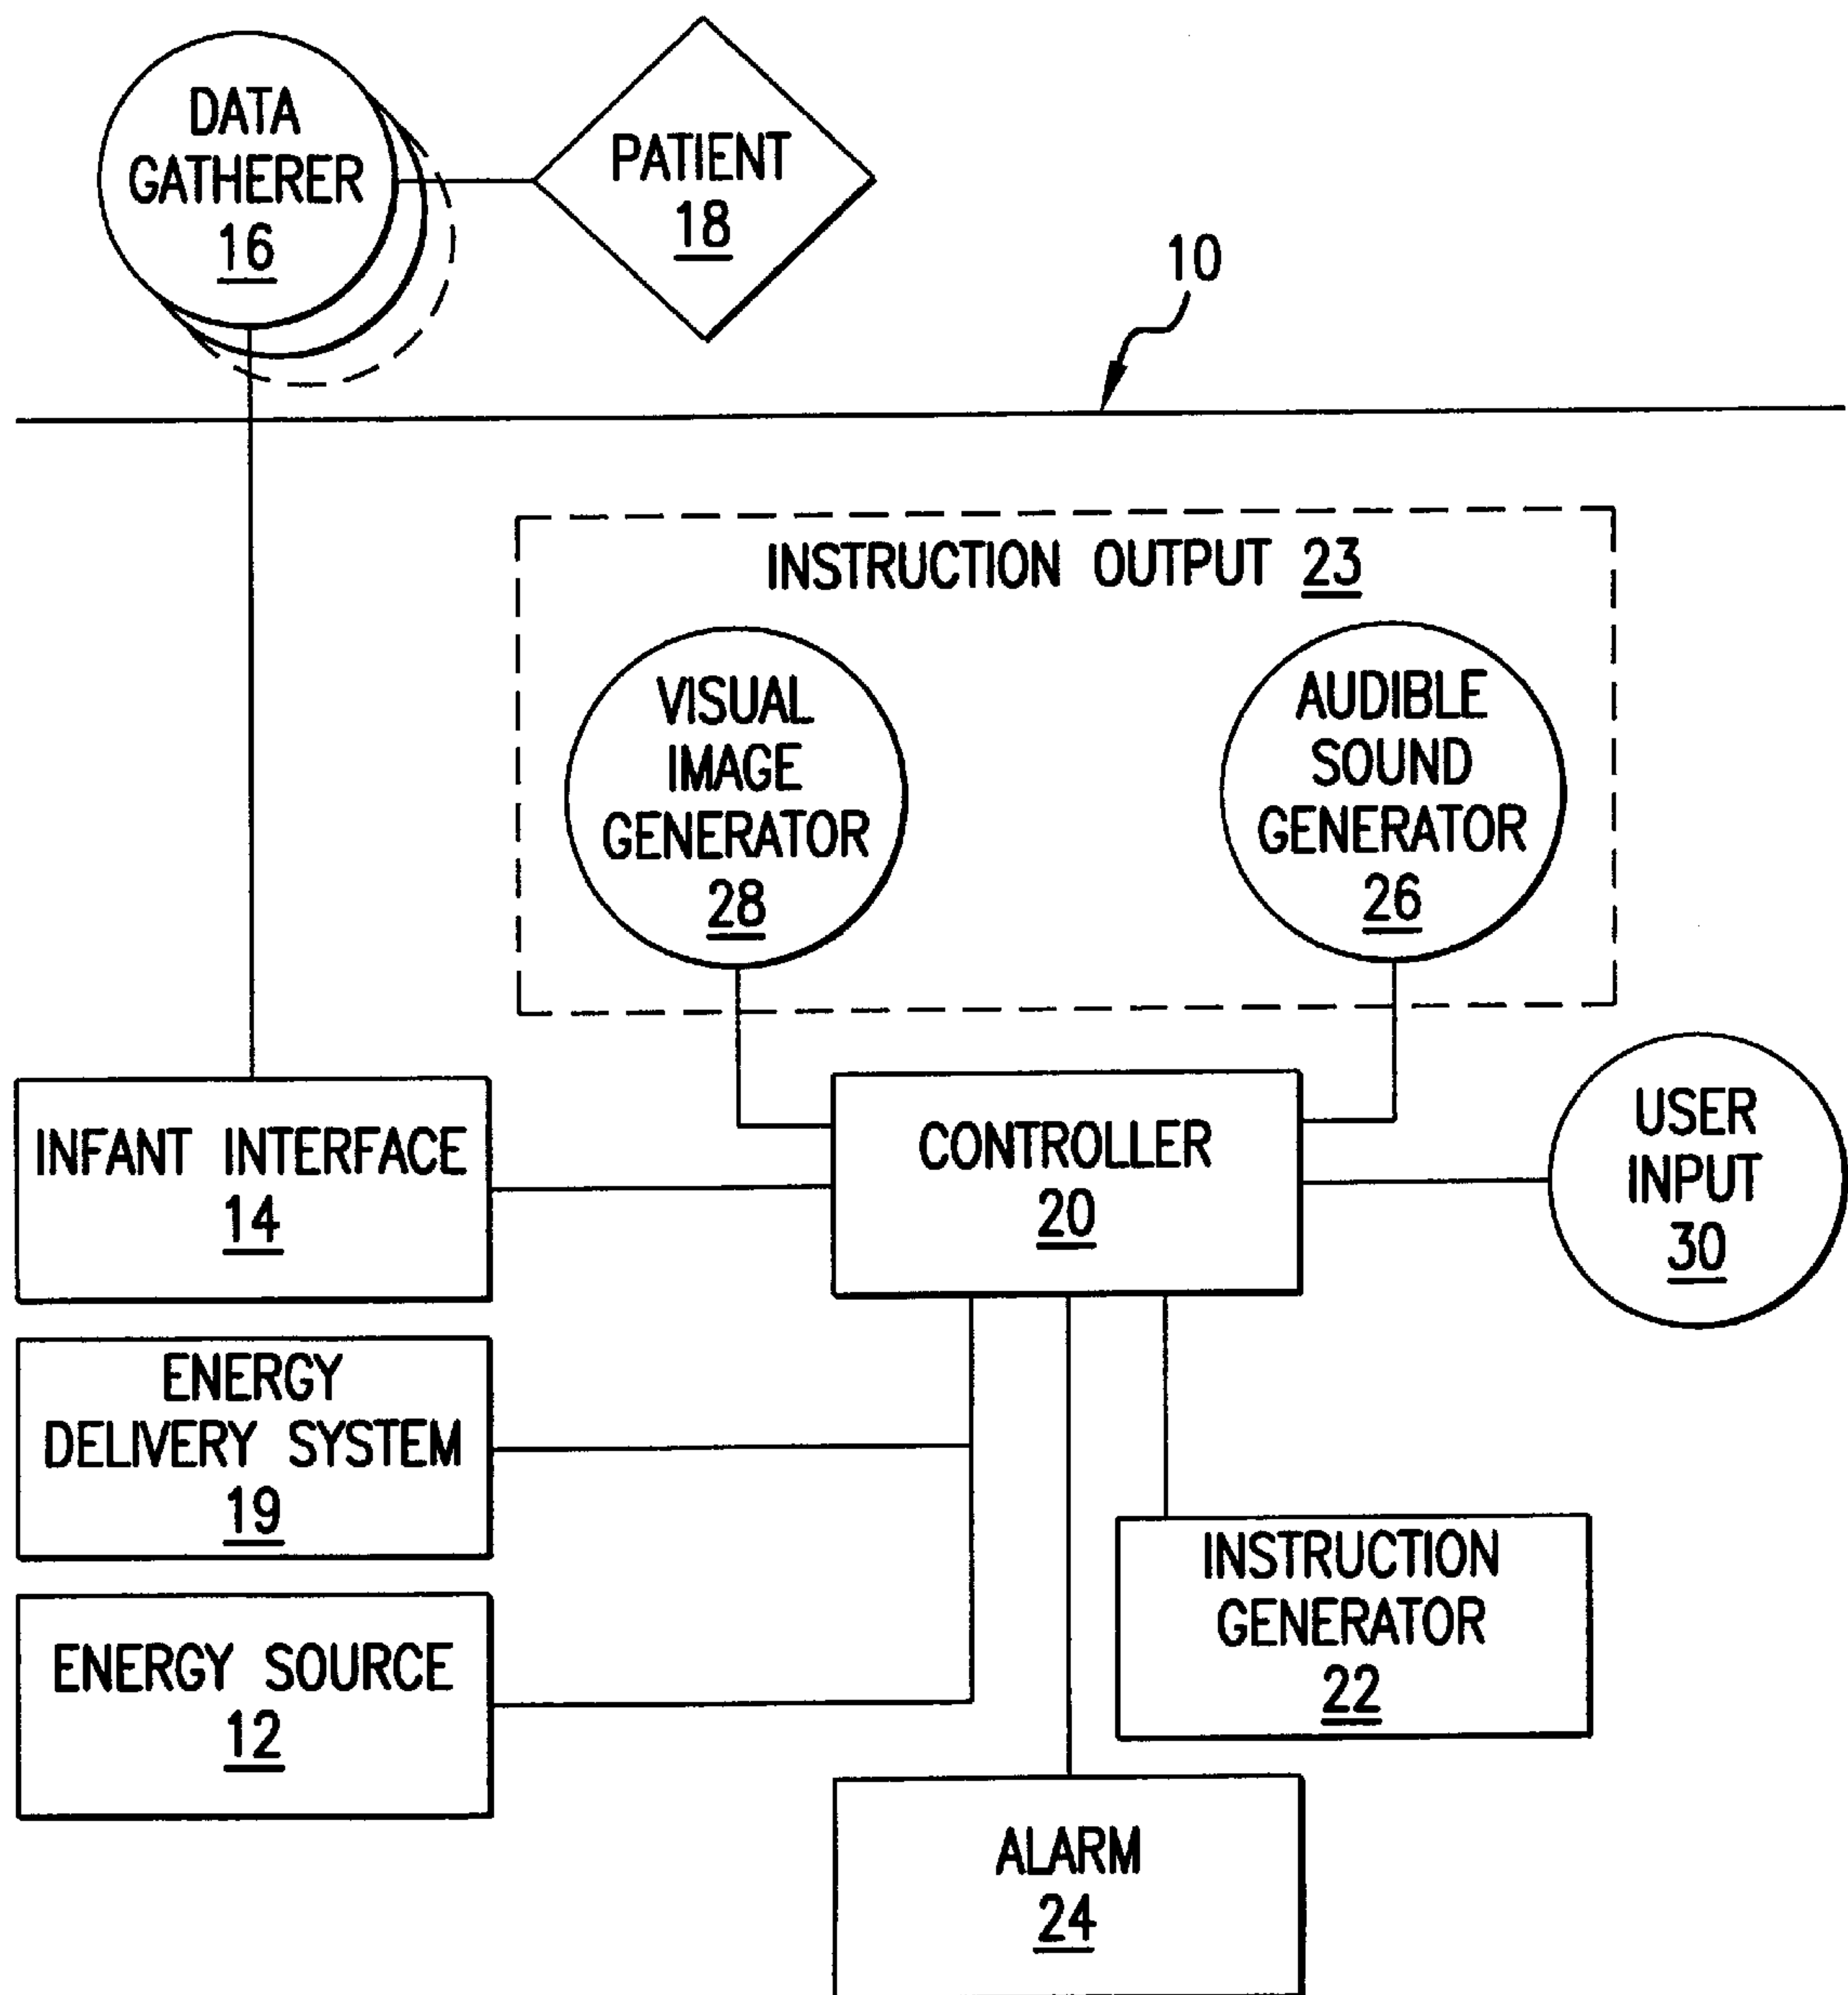 DATA
GATHERER
16
PATIENT
18
10
INSTRUCTION OUTPUT 23
VISUAL
IMAGE
GENERATOR
28
AUDIBLE
SOUND
GENERATOR
26
INFANT INTERFACE
14
CONTROLLER
20
USER
INPUT
30
ENERGY
DELIVERY SYSTEM
19
INSTRUCTION
GENERATOR
22
ENERGY SOURCE
12
ALARM
24